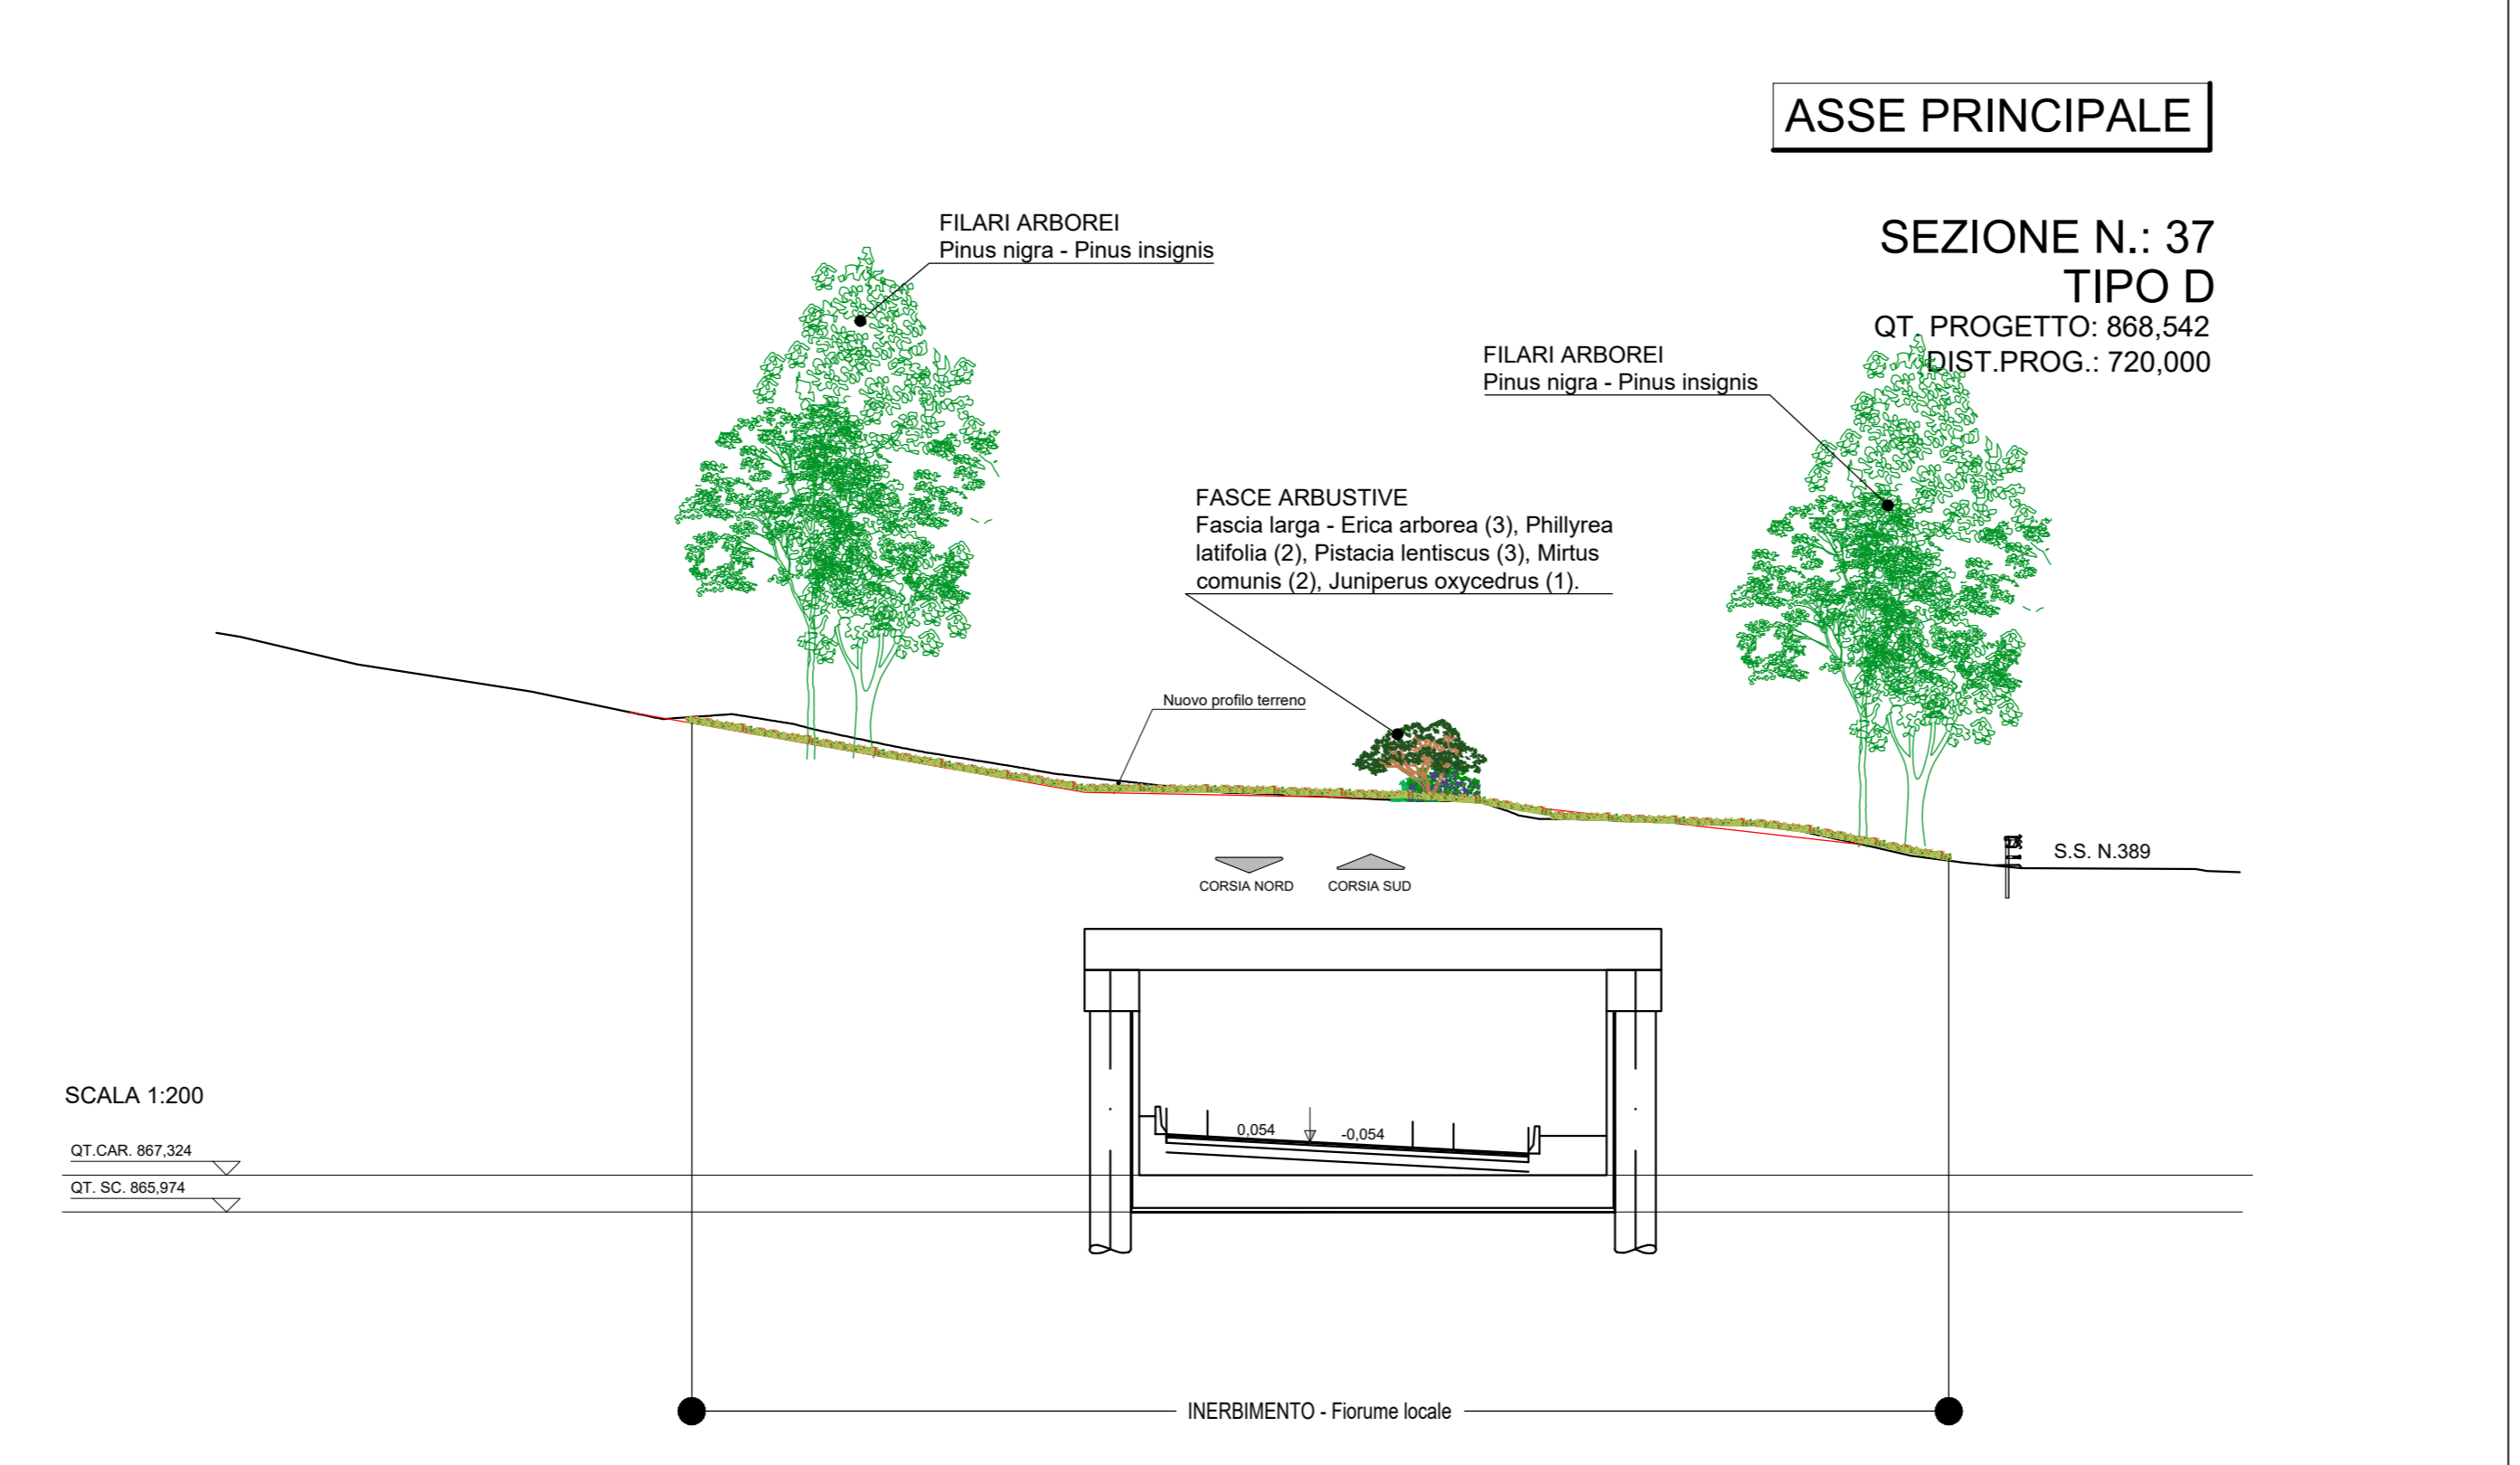 ASSE PRINCIPALE
SEZIONE N.: 37
TIPO D
QT. PROGETTO: 868,542
DIST.PROG.: 720,000
FILARI ARBOREI
Pinus nigra - Pinus insignis
FILARI ARBOREI
Pinus nigra - Pinus insignis
FASCE ARBUSTIVE
Fascia larga - Erica arborea (3), Phillyrea
latifolia (2), Pistacia lentiscus (3), Mirtus
comunis (2), Juniperus oxycedrus (1).
Nuovo profilo terreno
S.S. N.389
CORSIA NORD
CORSIA SUD
SCALA 1:200
0,054
-0,054
QT.CAR. 867,324
QT. SC. 865,974
INERBIMENTO - Fiorume locale